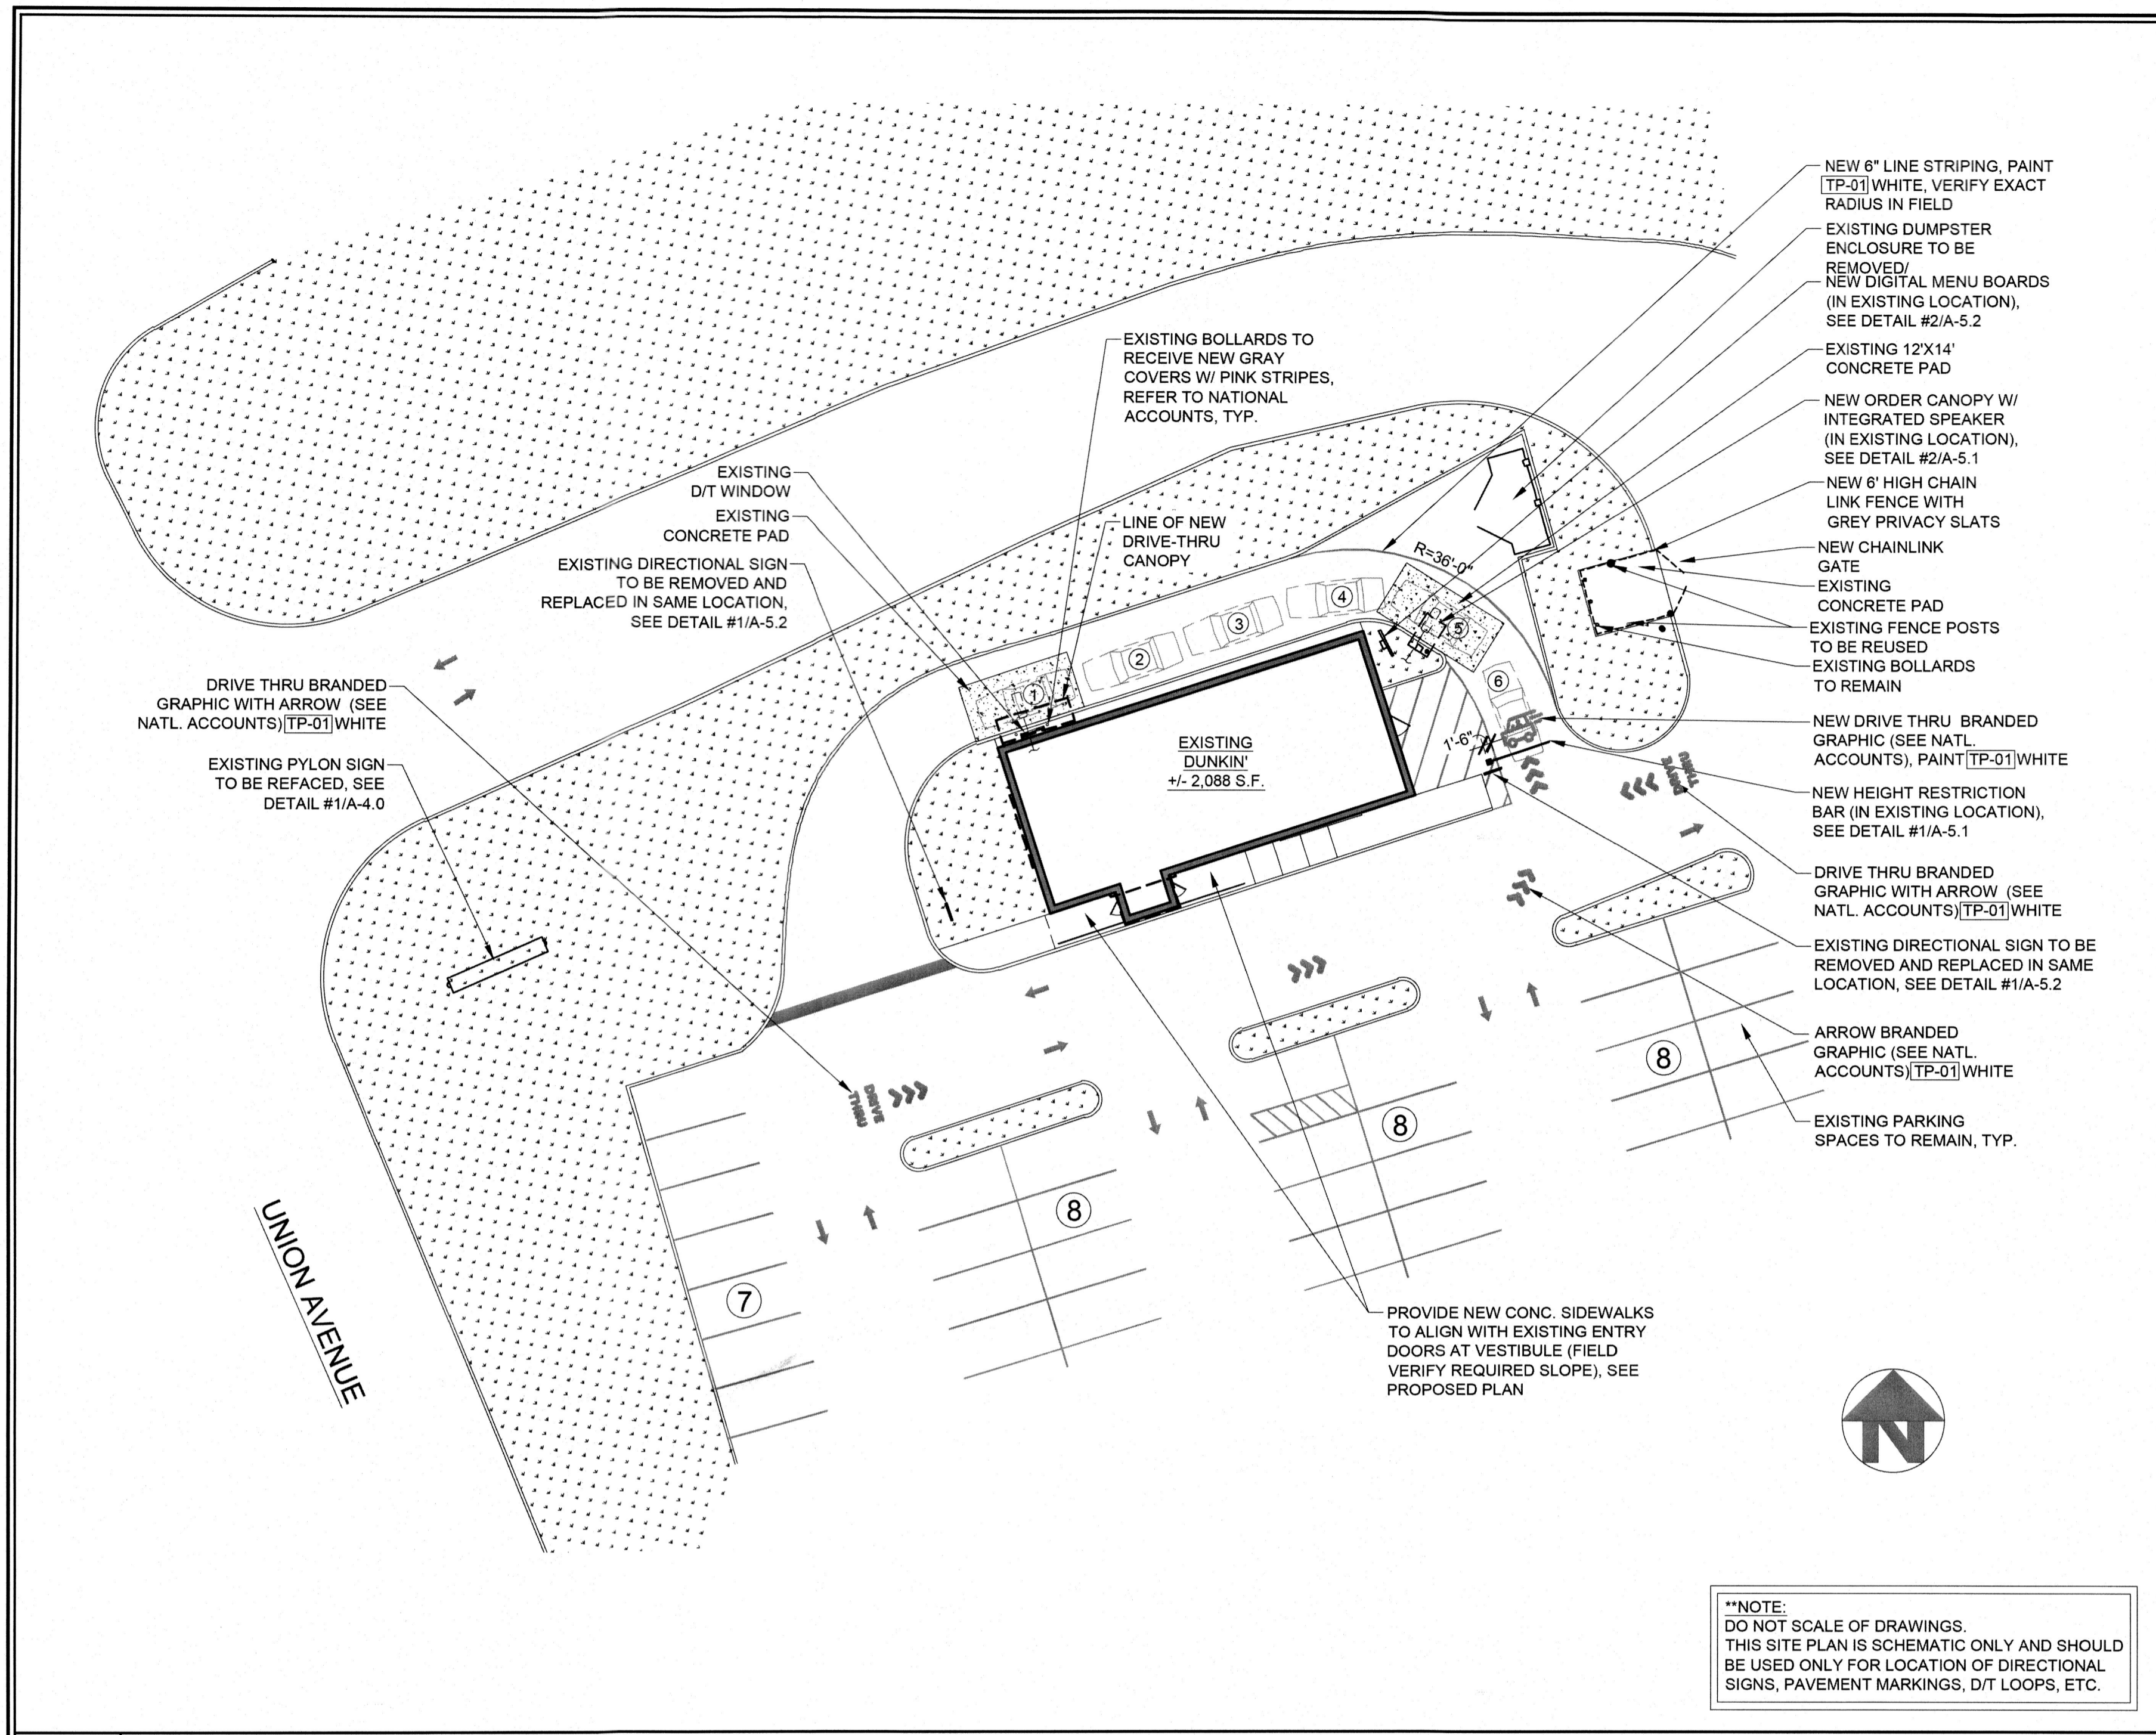 NEW 6" LINE STRIPING, PAINT
TP-01 WHITE, VERIFY EXACT
RADIUS IN FIELD
EXISTING DUMPSTER
ENCLOSURE TO BE
REMOVED/
NEW DIGITAL MENU BOARDS
(IN EXISTING LOCATION),
SEE DETAIL #2/A-5.2
EXISTING 12'X14'
CONCRETE PAD
NEW ORDER CANOPY W/
INTEGRATED SPEAKER
(IN EXISTING LOCATION),
SEE DETAIL #2/A-5.1
NEW 6' HIGH CHAIN
LINK FENCE WITH
GREY PRIVACY SLATS
NEW CHAINLINK
GATE
EXISTING
CONCRETE PAD
EXISTING FENCE POSTS
TO BE REUSED
EXISTING BOLLARDS
TO REMAIN
NEW DRIVE THRU BRANDED
GRAPHIC (SEE NATL.
ACCOUNTS), PAINT TP-01 WHITE
NEW HEIGHT RESTRICTION
BAR (IN EXISTING LOCATION),
SEE DETAIL #1/A-5.1
DRIVE THRU BRANDED
GRAPHIC WITH ARROW (SEE
NATL. ACCOUNTS) TP-01 WHITE
EXISTING DIRECTIONAL SIGN TO BE
REMOVED AND REPLACED IN SAME
LOCATION, SEE DETAIL #1/A-5.2
ARROW BRANDED
GRAPHIC (SEE NATL.
ACCOUNTS) TP-01 WHITE
EXISTING PARKING
SPACES TO REMAIN, TYP.
EXISTING BOLLARDS TO
RECEIVE NEW GRAY
COVERS W/ PINK STRIPES,
REFER TO NATIONAL
ACCOUNTS, TYP.
EXISTING
D/T WINDOW
EXISTING
CONCRETE PAD
LINE OF NEW
DRIVE-THRU
CANOPY
EXISTING DIRECTIONAL SIGN
TO BE REMOVED AND
REPLACED IN SAME LOCATION,
SEE DETAIL #1/A-5.2
DRIVE THRU BRANDED
GRAPHIC WITH ARROW (SEE
NATL. ACCOUNTS) TP-01 WHITE
EXISTING PYLON SIGN
TO BE REFACED, SEE
DETAIL #1/A-4.0
R=36'-0"
1
2
3
4
5
6
1'-6"
EXISTING
DUNKIN'
+/- 2,088 S.F.
DRIVE
THRU
DRIVE
THRU
7
8
8
8
UNION AVENUE
PROVIDE NEW CONC. SIDEWALKS
TO ALIGN WITH EXISTING ENTRY
DOORS AT VESTIBULE (FIELD
VERIFY REQUIRED SLOPE), SEE
PROPOSED PLAN
N
**NOTE:
DO NOT SCALE OF DRAWINGS.
THIS SITE PLAN IS SCHEMATIC ONLY AND SHOULD
BE USED ONLY FOR LOCATION OF DIRECTIONAL
SIGNS, PAVEMENT MARKINGS, D/T LOOPS, ETC.